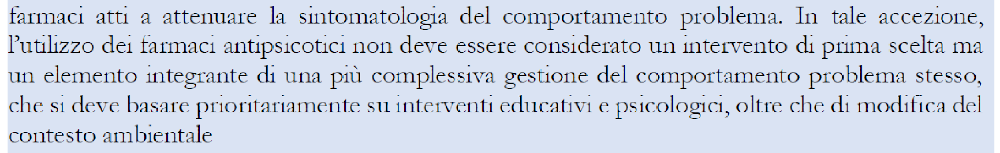 farmaci atti a attenuare la sintomatologia del comportamento problema. In tale accezione,
l’utilizzo dei farmaci antipsicotici non deve essere considerato un intervento di prima scelta ma
un elemento integrante di una più complessiva gestione del comportamento problema stesso,
che si deve basare prioritariamente su interventi educativi e psicologici, oltre che di modifica del
contesto ambientale